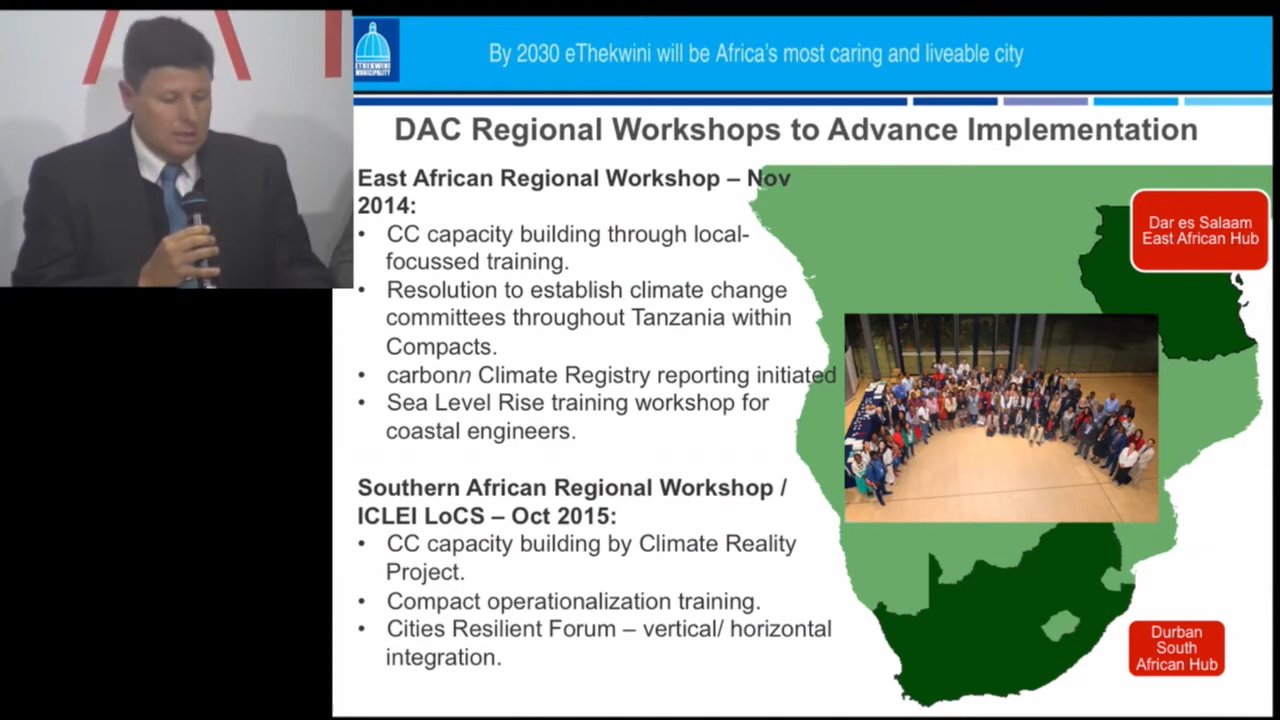 ETHEKWINI
MUNICIPALITY
By 2030 eThekwini will be Africa's most caring and liveable city
DAC Regional Workshops to Advance Implementation
East African Regional Workshop – Nov
2014:
• CC capacity building through local-
focussed training.
• Resolution to establish climate change
committees throughout Tanzania within
Compacts.
• carbonn Climate Registry reporting initiated
• Sea Level Rise training workshop for
coastal engineers.
Southern African Regional Workshop /
ICLEI LoCS – Oct 2015:
• CC capacity building by Climate Reality
Project.
• Compact operationalization training.
• Cities Resilient Forum – vertical/ horizontal
integration.
Dar es Salaam
East African Hub
Durban
South
African Hub